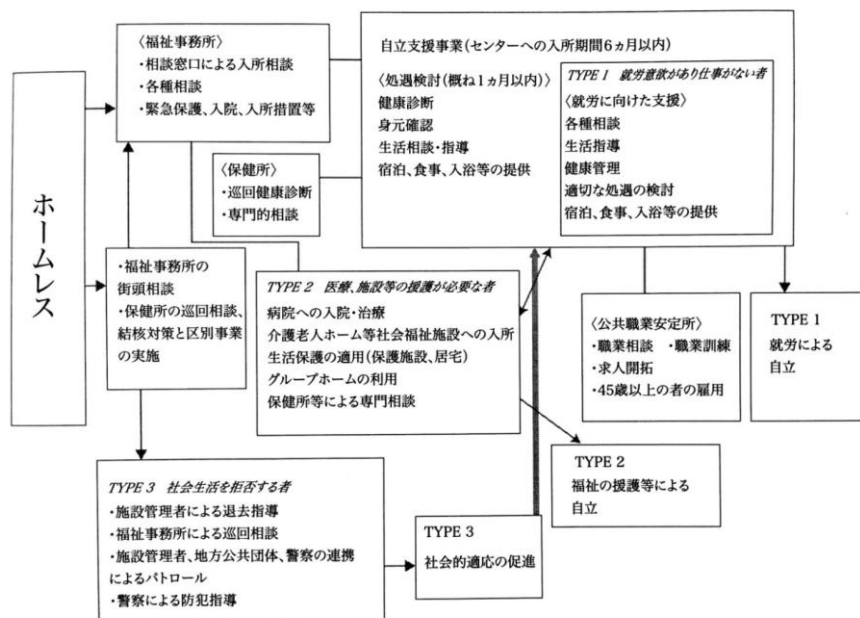 ホームレス
〈福祉事務所〉
・相談窓口による入所相談
・各種相談
・緊急保護、入院、入所措置等
自立支援事業(センターへの入所期間6ヵ月以内)
〈処遇検討(概ね1ヵ月以内)〉
健康診断
身元確認
生活相談・指導
宿泊、食事、入浴等の提供
TYPE 1 就労意欲があり仕事がない者
〈就労に向けた支援〉
各種相談
生活指導
健康管理
適切な処遇の検討
宿泊、食事、入浴等の提供
〈保健所〉
・巡回健康診断
・専門的相談
・福祉事務所の
街頭相談
・保健所の巡回相談、
結核対策と区別事業
の実施
TYPE 2 医療、施設等の援護が必要な者
病院への入院・治療
介護老人ホーム等社会福祉施設への入所
生活保護の適用(保護施設、居宅)
グループホームの利用
保健所等による専門相談
〈公共職業安定所〉
・職業相談 ・職業訓練
・求人開拓
・45歳以上の者の雇用
TYPE 1
就労による
自立
TYPE 2
福祉の援護等による
自立
TYPE 3 社会生活を拒否する者
・施設管理者による退去指導
・福祉事務所による巡回相談
・施設管理者、地方公共団体、警察の連携
によるパトロール
・警察による防犯指導
TYPE 3
社会的適応の促進